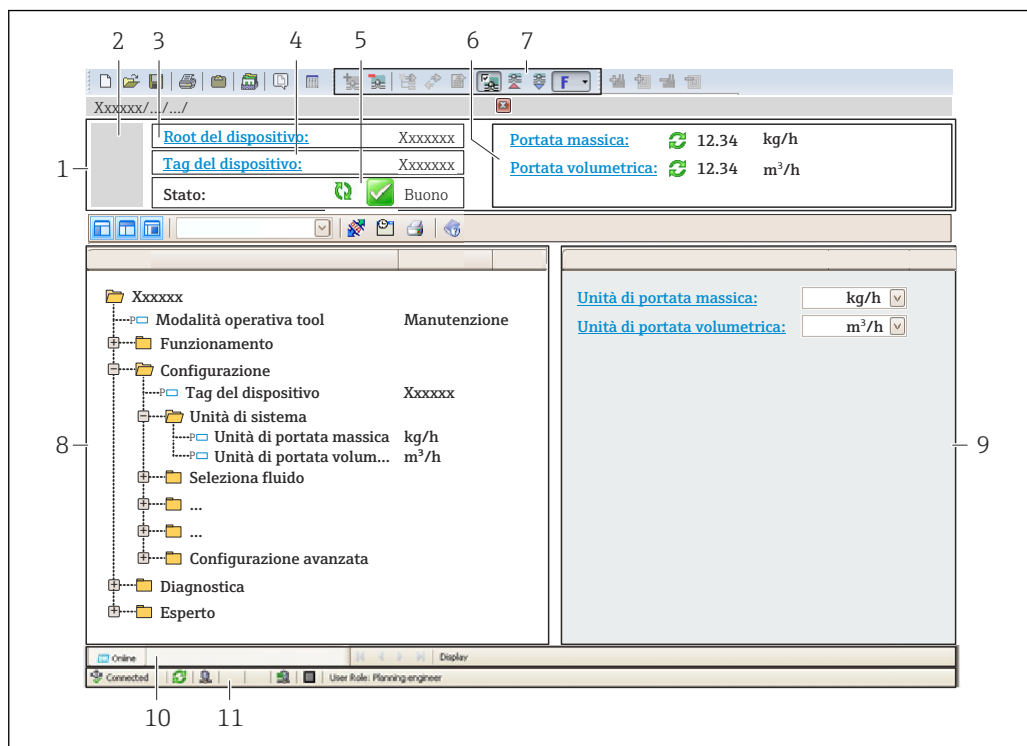 2 3 4 5 6 7
F
Xxxxxx/.../.../
1
Root del dispositivo: Xxxxxxx
Tag del dispositivo: Xxxxxxx
Stato: Buono
Portata massica: 12.34 kg/h
Portata volumetrica: 12.34 m³/h
8
Xxxxxx
P Modalità operativa tool Manutenzione
Funzionamento
Configurazione
P Tag del dispositivo Xxxxxx
Unità di sistema
P Unità di portata massica kg/h
P Unità di portata volum... m³/h
Seleziona fluido
...
...
Configurazione avanzata
Diagnostica
Esperto
Unità di portata massica: kg/h
Unità di portata volumetrica: m³/h
9
Online Display
Connected User Role: Planning engineer
10 11